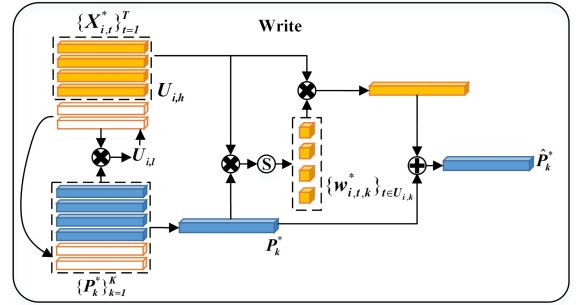 {X*_{i,t}}^T_{t=1}
Write
U_{i,h}
U_{i,l}
S
{w*_{i,t,k}}_{t∈U_{i,k}}
P̂*_k
P*_k
{P*_k}^K_{k=1}